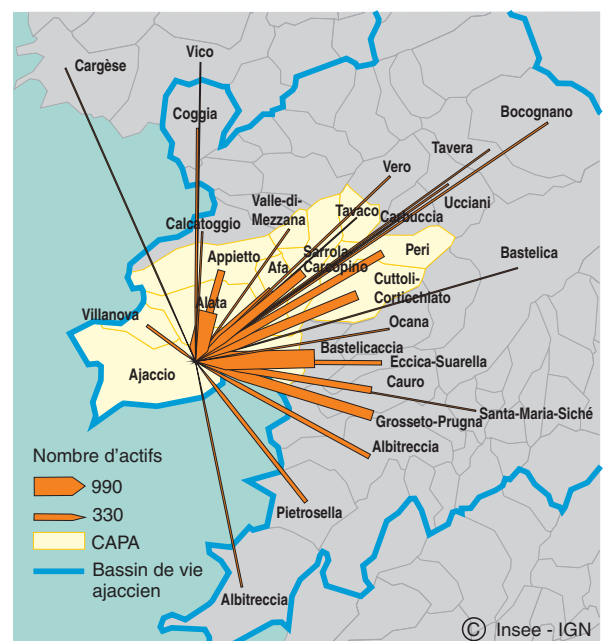 Vico
Cargèse
Coggia
Bocognano
Tavera
Vero
Ucciani
Valle-di-
Mezzana
Tavaco
Carbuccia
Calcatoggio
Appietto
Afa
Sarrola-
Carcopino
Peri
Bastelica
Cuttoli-
Corticchiato
Alata
Villanova
Ocana
Bastelicaccia
Eccica-Suarella
Ajaccio
Cauro
Santa-Maria-Siché
Grosseto-Prugna
Albitreccia
Pietrosella
Albitreccia
Nombre d'actifs
990
330
CAPA
Bassin de vie
ajaccien
© Insee - IGN